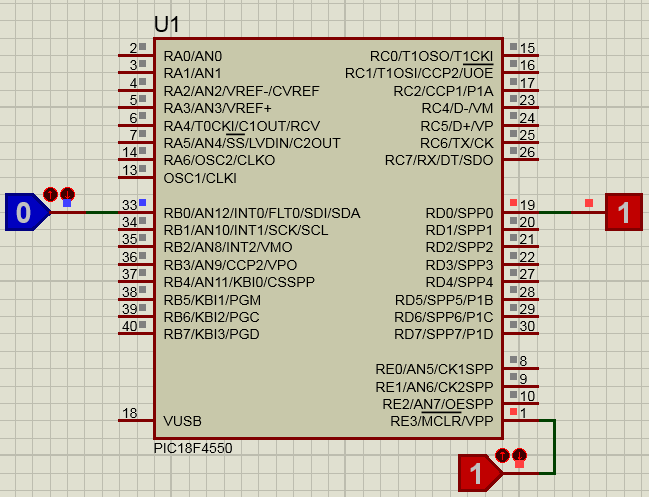 U1
2 RA0/AN0 RC0/T1OSO/T1CKI 15
3 RA1/AN1 RC1/T1OSI/CCP2/UOE 16
4 RA2/AN2/VREF-/CVREF RC2/CCP1/P1A 17
5 RA3/AN3/VREF+ RC4/D-/VM 23
6 RA4/T0CKI/C1OUT/RCV RC5/D+/VP 24
7 RA5/AN4/SS/LVDIN/C2OUT RC6/TX/CK 25
14 RA6/OSC2/CLKO RC7/RX/DT/SDO 26
13 OSC1/CLKI
0 33 RB0/AN12/INT0/FLT0/SDI/SDA RD0/SPP0 19 1
34 RB1/AN10/INT1/SCK/SCL RD1/SPP1 20
35 RB2/AN8/INT2/VMO RD2/SPP2 21
36 RB3/AN9/CCP2/VPO RD3/SPP3 22
37 RB4/AN11/KBI0/CSSPP RD4/SPP4 27
38 RB5/KBI1/PGM RD5/SPP5/P1B 28
39 RB6/KBI2/PGC RD6/SPP6/P1C 29
40 RB7/KBI3/PGD RD7/SPP7/P1D 30
RE0/AN5/CK1SPP 8
RE1/AN6/CK2SPP 9
RE2/AN7/OESPP 10
18 VUSB RE3/MCLR/VPP 1
PIC18F4550
1